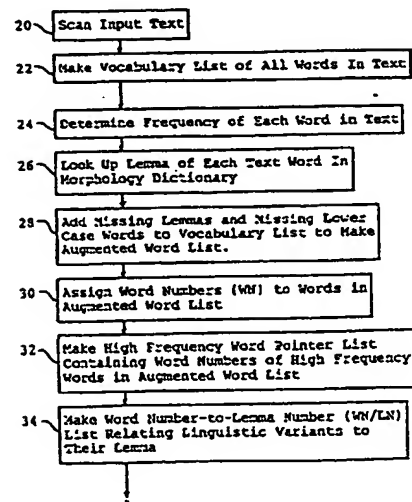 20 Scan Input Text
22 Make Vocabulary List of All Words In Text
24 Determine Frequency of Each Word in Text
26 Look Up Lemma of Each Text Word In
Morphology Dictionary
28 Add Missing Lemmas and Missing Lower
Case Words to Vocabulary List to Make
Augmented Word List.
30 Assign Word Numbers (WN) to Words in
Augmented Word List
32 Make High Frequency Word Pointer List
Containing Word Numbers of High Frequency
Words in Augmented Word List
34 Make Word Number-to-Lemma Number (WN/LN)
List Relating Linguistic Variants to
Their Lemma